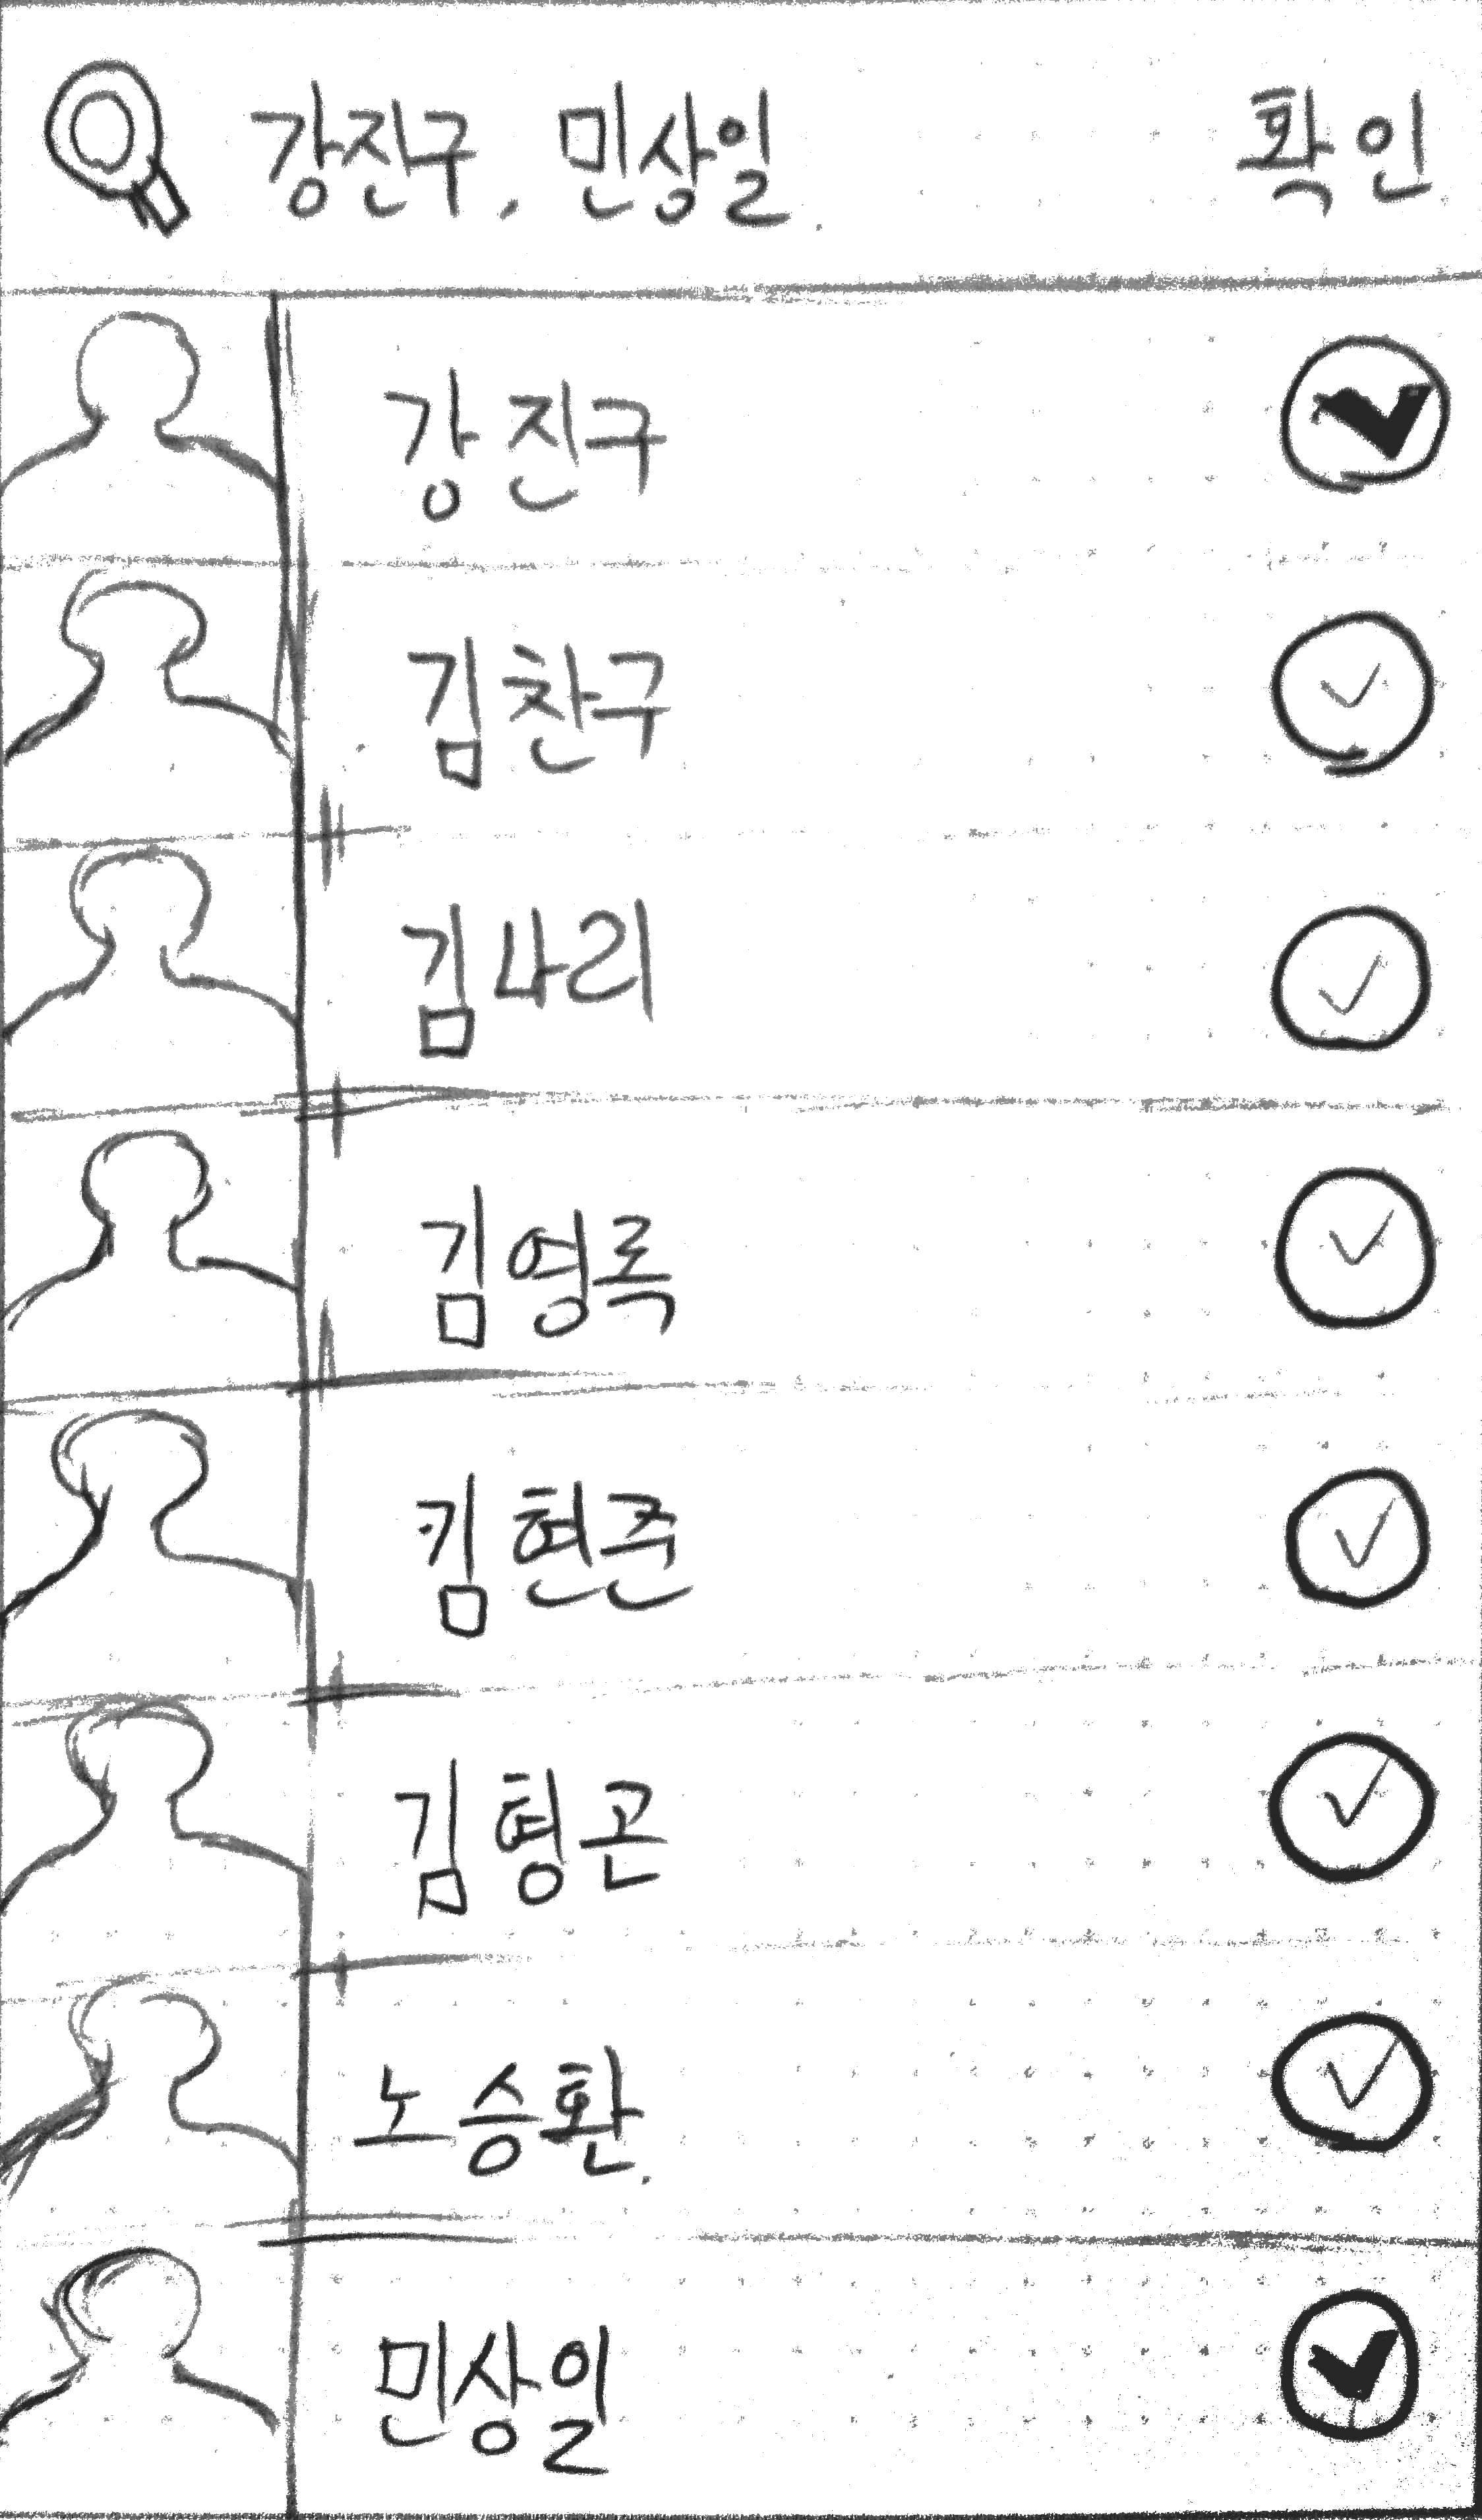 강진구, 민상일. 확인
강진구
김찬구
김나리
김영록
킴현준
김형곤
노승환.
민상일